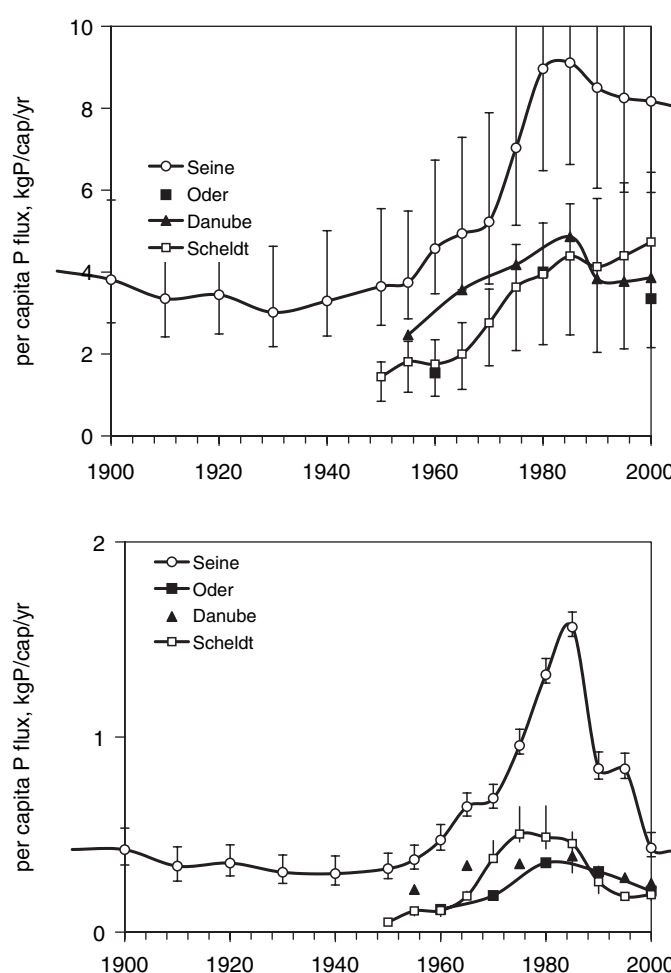 10
8
6
4
2
0
per capita P flux, kgP/cap/yr
Seine
Oder
Danube
Scheldt
1900 1920 1940 1960 1980 2000
2
1
0
per capita P flux, kgP/cap/yr
Seine
Oder
Danube
Scheldt
1900 1920 1940 1960 1980 2000